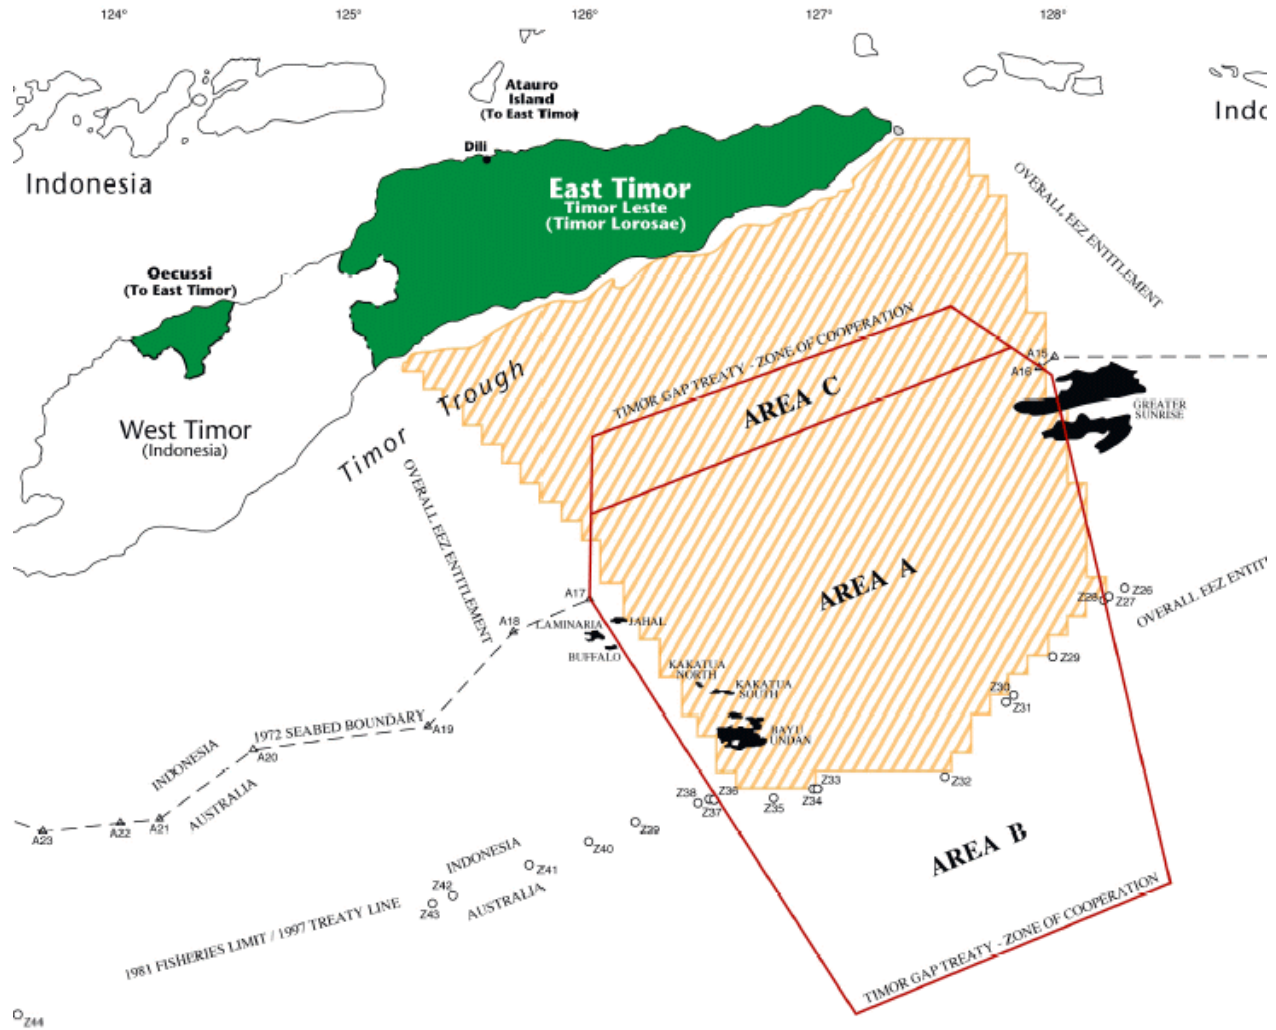 124°
125°
126°
127°
128°
Atauro
Island
(To East Timor)
Indonesia
Dili
East Timor
Timor Leste
(Timor Lorosae)
OVERALL EEZ ENTITLEMENT
Oecussi
(To East Timor)
TIMOR GAP TREATY - ZONE OF COOPERATION
A15
A16
Trough
Timor
AREA C
GREATER
SUNRISE
West Timor
(Indonesia)
OVERALL EEZ ENTITLEMENT
AREA A
A17
Z26
Z27
Z28
OVERALL EEZ
A18
LAMINARIA
JAHAL
BUFFALO
Z29
KAKATUA
NORTH
KAKATUA
SOUTH
Z30
Z31
1972 SEABED BOUNDARY
A19
A20
BAYU
UNDAN
INDONESIA
AUSTRALIA
Z32
Z33
Z34
Z35
Z36
Z37
Z38
A21
A22
A23
Z40
INDONESIA
Z41
AUSTRALIA
Z42
Z43
AREA B
1981 FISHERIES LIMIT / 1997 TREATY LINE
TIMOR GAP TREATY - ZONE OF COOPERATION
Z44